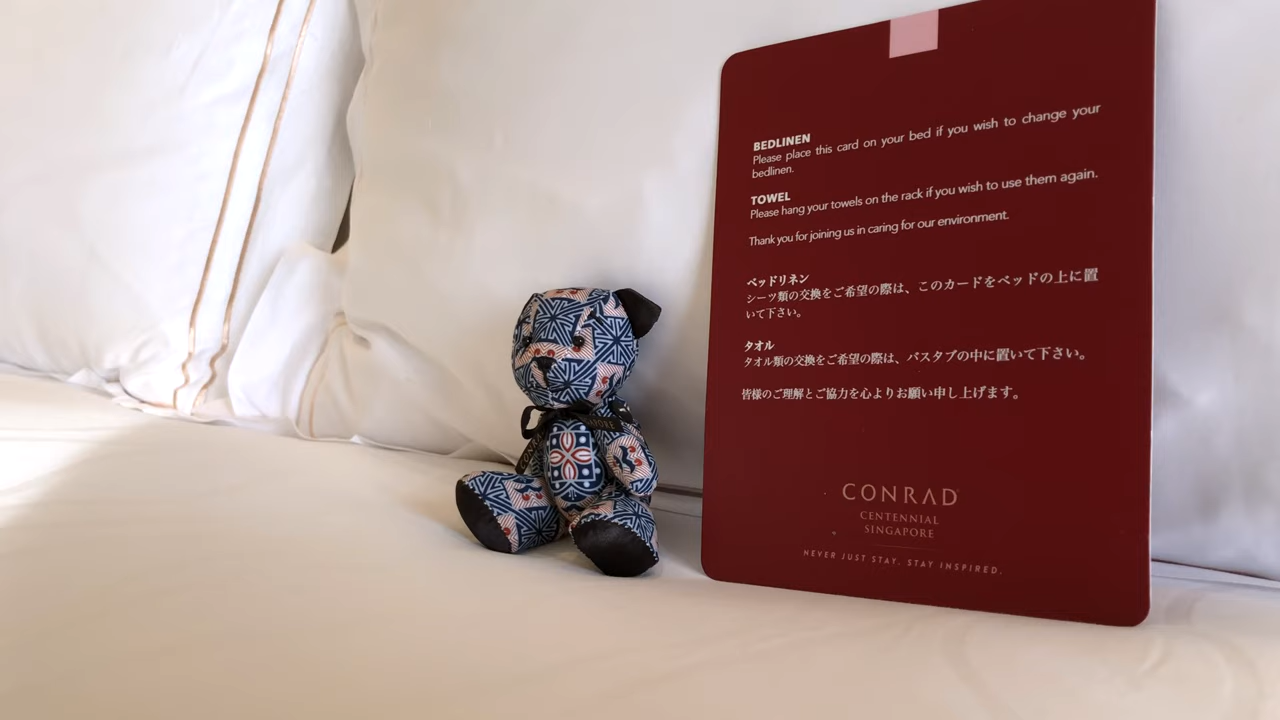 BEDLINEN
Please place this card on your bed if you wish to change your
bedlinen.
TOWEL
Please hang your towels on the rack if you wish to use them again.
Thank you for joining us in caring for our environment.
ベッドリネン
シーツ類の交換をご希望の際は、このカードをベッドの上に置
いて下さい。
タオル
タオル類の交換をご希望の際は、バスタブの中に置いて下さい。
皆様のご理解とご協力を心よりお願い申し上げます。
CONRAD
CENTENNIAL
SINGAPORE
NEVER JUST STAY. STAY INSPIRED.